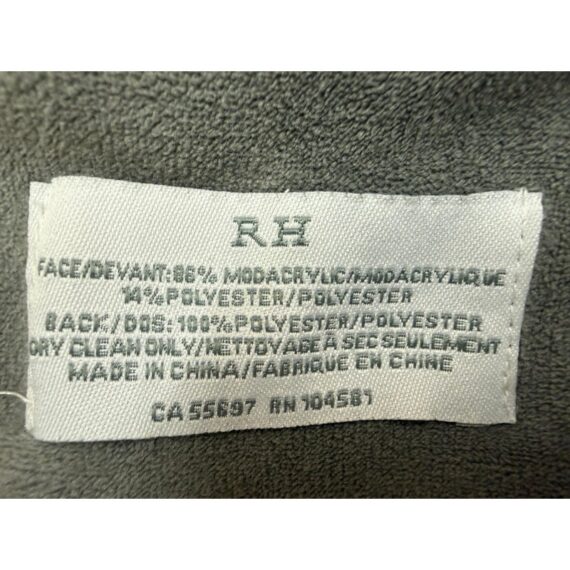 RH
FACE/DEVANT: 86% MODACRYLIC/MODACRYLIQUE
14% POLYESTER/POLYESTER
BACK/DOS: 100% POLYESTER/POLYESTER
DRY CLEAN ONLY/NETTOYAGE À SEC SEULEMENT
MADE IN CHINA/FABRIQUE EN CHINE
CA 55697 RN 104581